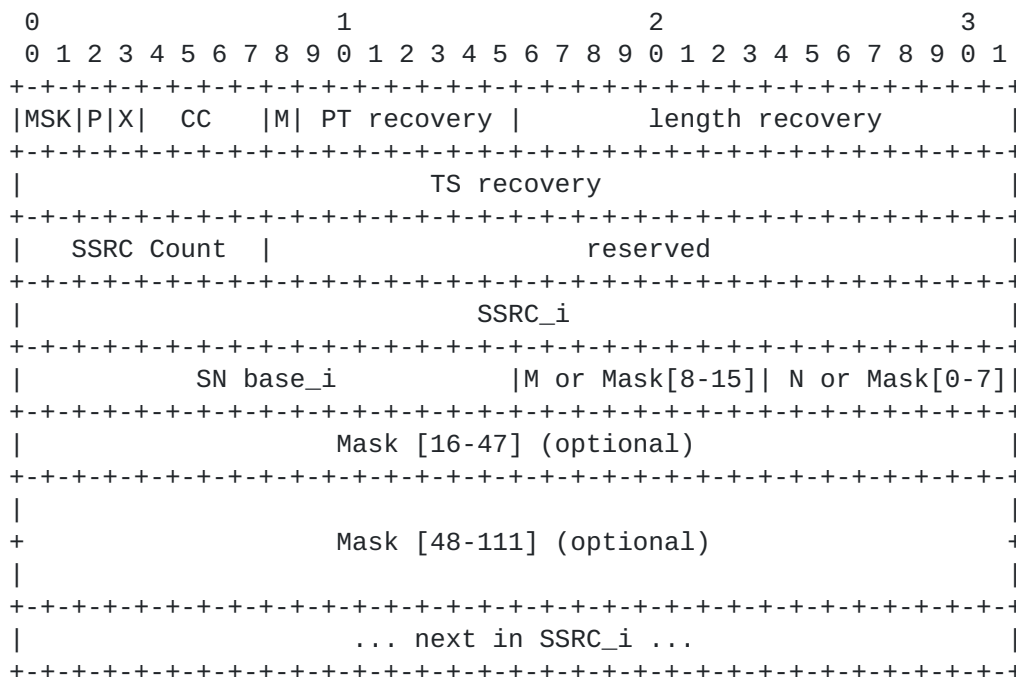 0                   1                   2                   3
 0 1 2 3 4 5 6 7 8 9 0 1 2 3 4 5 6 7 8 9 0 1 2 3 4 5 6 7 8 9 0 1
+-+-+-+-+-+-+-+-+-+-+-+-+-+-+-+-+-+-+-+-+-+-+-+-+-+-+-+-+-+-+-+-+
|MSK|P|X|  CC   |M| PT recovery |        length recovery        |
+-+-+-+-+-+-+-+-+-+-+-+-+-+-+-+-+-+-+-+-+-+-+-+-+-+-+-+-+-+-+-+-+
|                          TS recovery                          |
+-+-+-+-+-+-+-+-+-+-+-+-+-+-+-+-+-+-+-+-+-+-+-+-+-+-+-+-+-+-+-+-+
|   SSRC Count  |                    reserved                   |
+-+-+-+-+-+-+-+-+-+-+-+-+-+-+-+-+-+-+-+-+-+-+-+-+-+-+-+-+-+-+-+-+
|                             SSRC_i                            |
+-+-+-+-+-+-+-+-+-+-+-+-+-+-+-+-+-+-+-+-+-+-+-+-+-+-+-+-+-+-+-+-+
|           SN base_i           |M or Mask[8-15]| N or Mask[0-7]|
+-+-+-+-+-+-+-+-+-+-+-+-+-+-+-+-+-+-+-+-+-+-+-+-+-+-+-+-+-+-+-+-+
|                    Mask [16-47] (optional)                    |
+-+-+-+-+-+-+-+-+-+-+-+-+-+-+-+-+-+-+-+-+-+-+-+-+-+-+-+-+-+-+-+-+
|                                                               |
+                    Mask [48-111] (optional)                   +
|                                                               |
+-+-+-+-+-+-+-+-+-+-+-+-+-+-+-+-+-+-+-+-+-+-+-+-+-+-+-+-+-+-+-+-+
|                     ... next in SSRC_i ...                    |
+-+-+-+-+-+-+-+-+-+-+-+-+-+-+-+-+-+-+-+-+-+-+-+-+-+-+-+-+-+-+-+-+